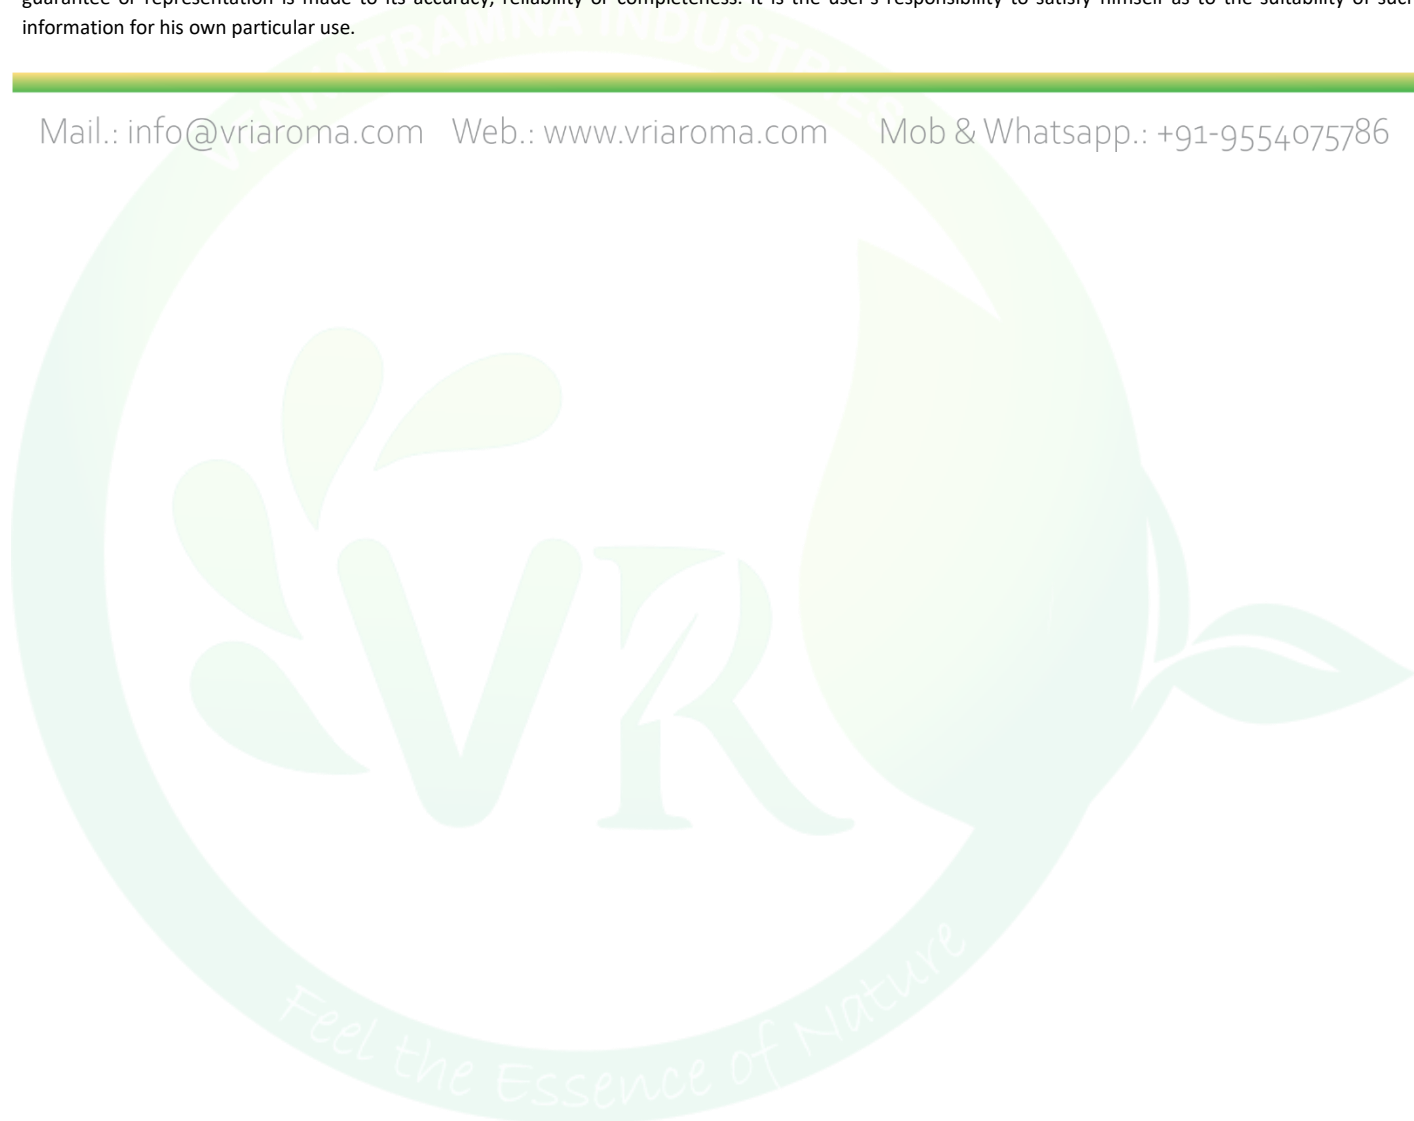 guarantee or representation is made to its accuracy, reliability or completeness. It is the user's responsibility to satisfy himself as to the suitability of such
information for his own particular use.
VENKATRAMNA INDUSTRIES
Mail.: info@vriaroma.com Web.: www.vriaroma.com Mob & Whatsapp.: +91-9554075786
VR
Feel the Essence of Nature